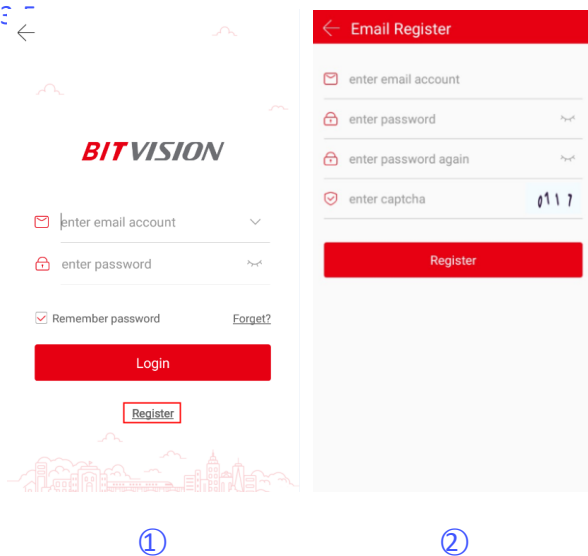 Email Register
enter email account
enter password
enter password again
enter captcha
Register
BITVISION
enter email account
enter password
Remember password
Forget?
Login
Register
①
②